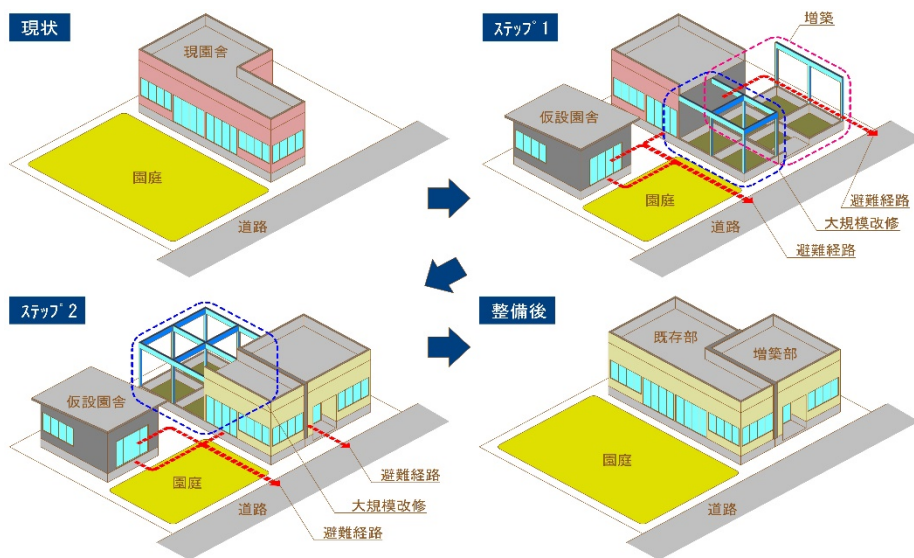 現状
現園舎
園庭
道路
ステップ1
増築
仮設園舎
園庭
道路
避難経路
大規模改修
避難経路
ステップ2
仮設園舎
園庭
道路
避難経路
大規模改修
避難経路
整備後
既存部
増築部
園庭
道路